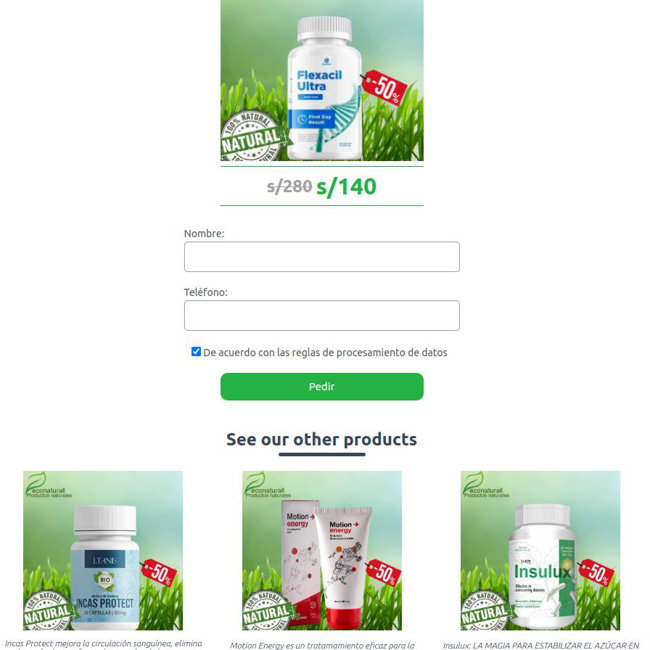 Flexacil
Ultra
First Day
Result
-50%
100% NATURAL
NATURAL
s/280 s/140
Nombre:
Teléfono:
De acuerdo con las reglas de procesamiento de datos
Pedir
See our other products
econaturall
Productos naturales
BIO
INCAS PROTECT
-50%
100% NATURAL
NATURAL
econaturall
Productos naturales
Motion
energy
Motion
energy
-50%
100% NATURAL
NATURAL
econaturall
Productos naturales
Insulux
-50%
100% NATURAL
NATURAL
Incas Protect mejora la circulación sanguínea, elimina
Motion Energy es un tratamamiento eficaz para la
Insulux: LA MAGIA PARA ESTABILIZAR EL AZÚCAR EN